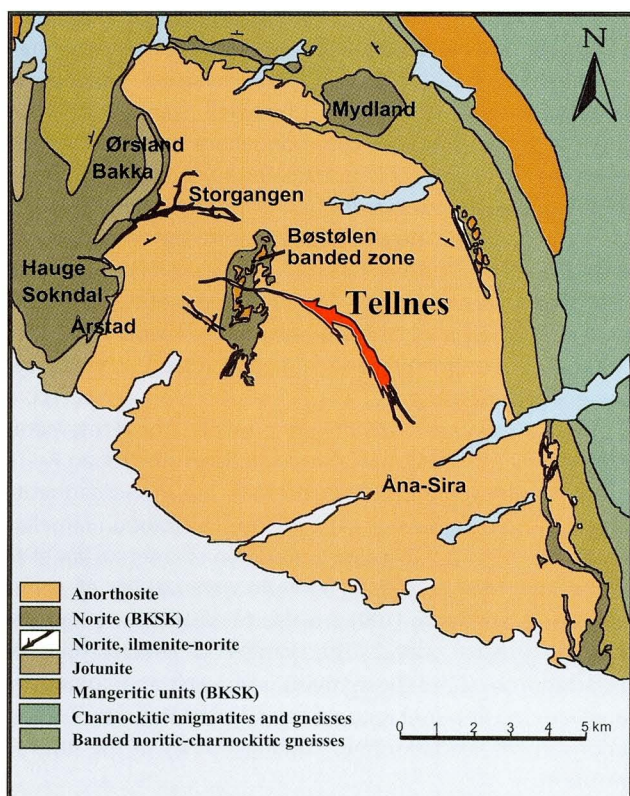 N
Mydland
Ørsland
Bakka
Storgangen
Bøstølen
banded zone
Hauge
Sokndal
Tellnes
Årstad
Åna-Sira
Anorthosite
Norite (BKSK)
Norite, ilmenite-norite
Jotunite
Mangeritic units (BKSK)
Charnockitic migmatites and gneisses
Banded noritic-charnockitic gneisses
0 1 2 3 4 5 km